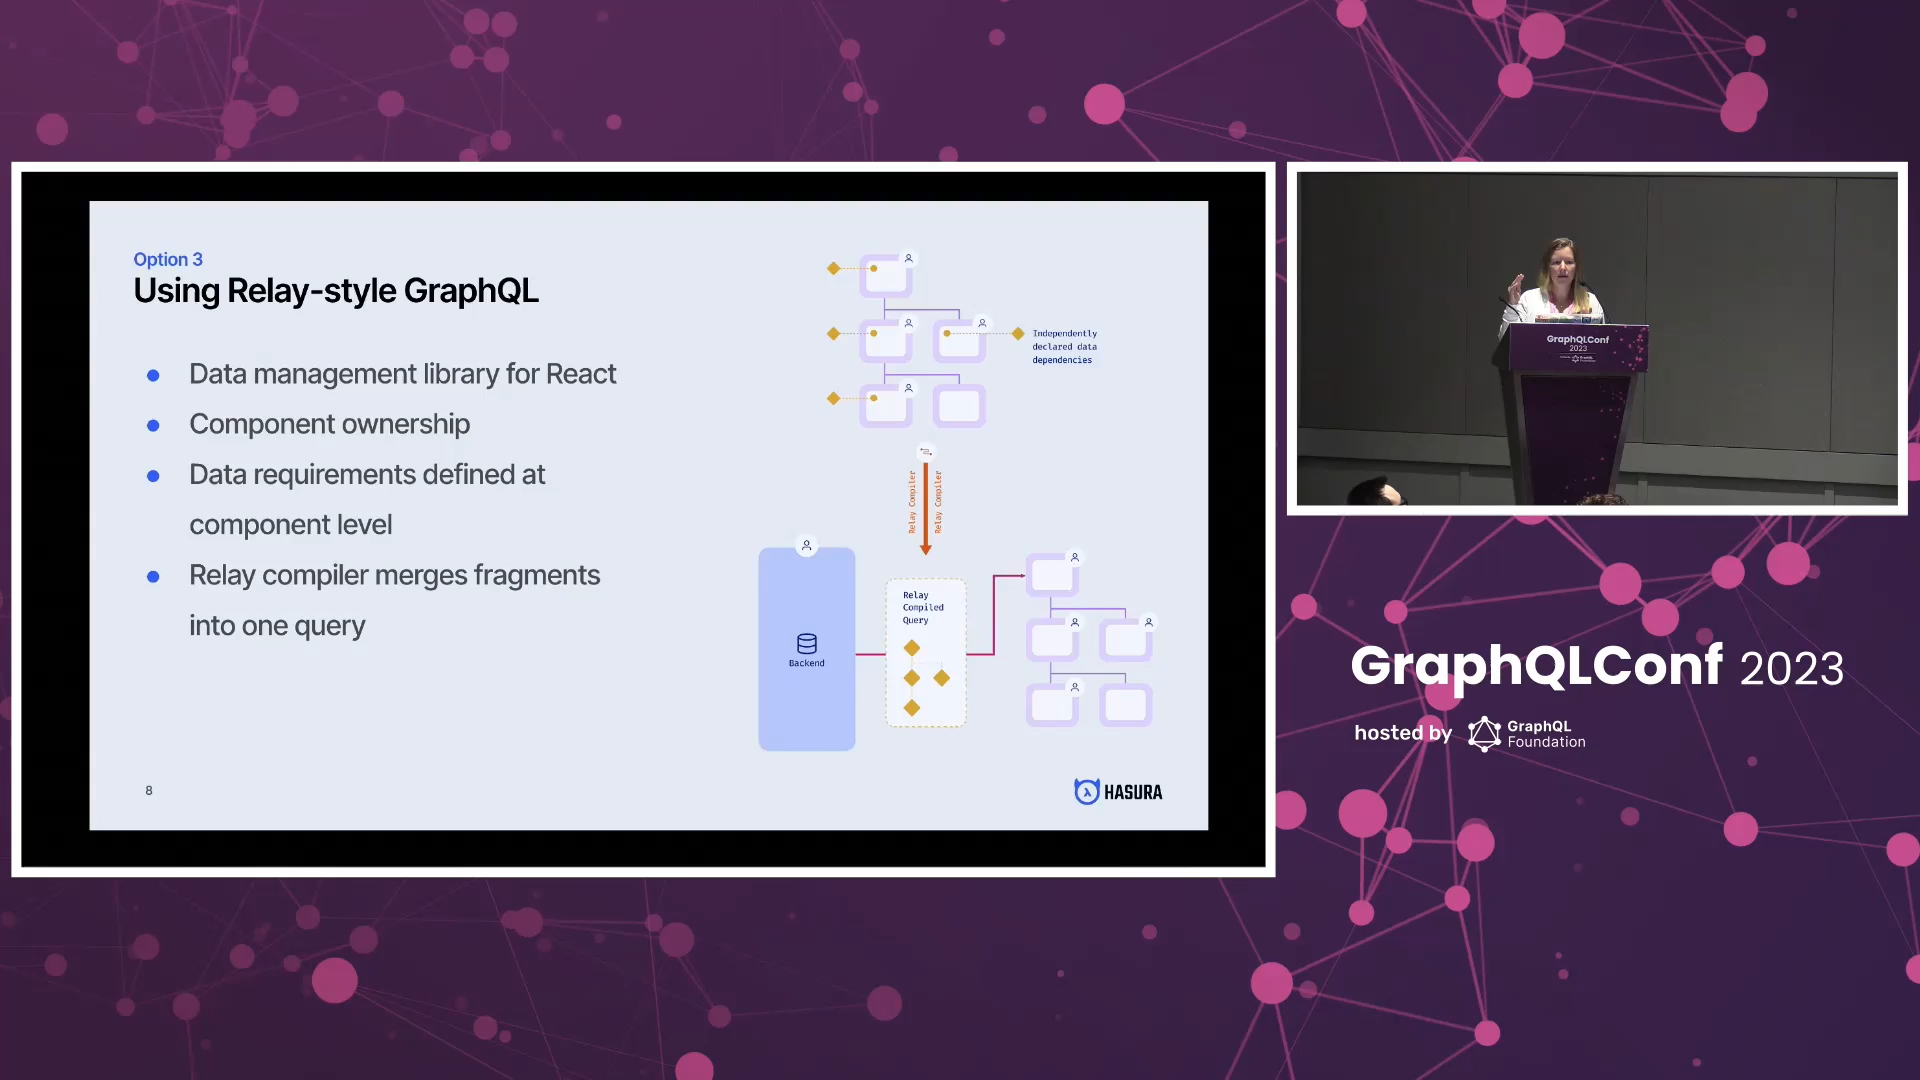 Option 3
Using Relay-style GraphQL
Data management library for React
Component ownership
Data requirements defined at
component level
Relay compiler merges fragments
into one query
Independently
declared data
dependencies
Relay Compiler
Relay Compiler
Backend
Relay
Compiled
Query
8
HASURA
GraphQLConf
2023
GraphQLConf 2023
hosted by
GraphQL
Foundation